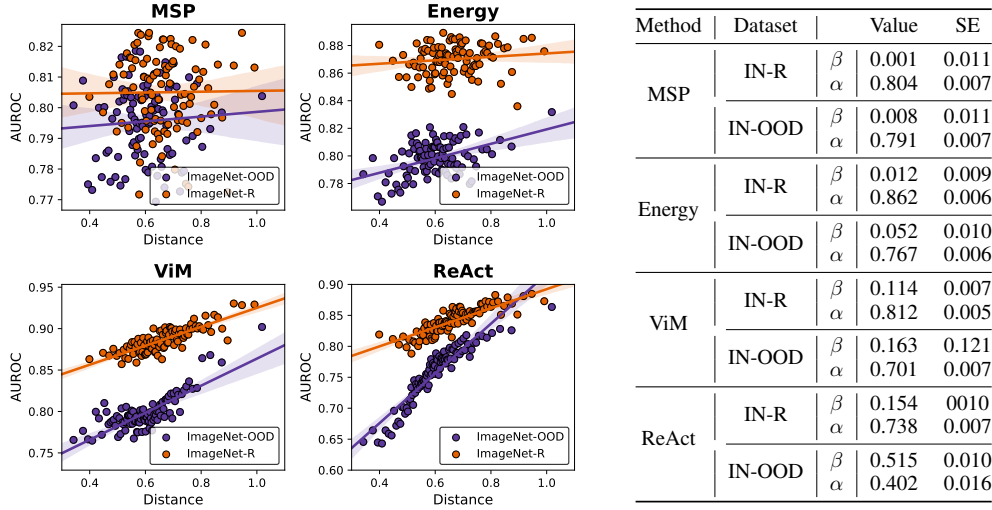 MSP
0.82
0.81
0.80
0.79
0.78
0.77
AUROC
0.4 0.6 0.8 1.0
Distance
ImageNet-OOD
ImageNet-R
Energy
0.88
0.86
0.84
0.82
0.80
0.78
AUROC
0.4 0.6 0.8 1.0
Distance
ImageNet-OOD
ImageNet-R
ViM
0.95
0.90
0.85
0.80
0.75
AUROC
0.4 0.6 0.8 1.0
Distance
ImageNet-OOD
ImageNet-R
ReAct
0.90
0.85
0.80
0.75
0.70
0.65
0.60
AUROC
0.4 0.6 0.8 1.0
Distance
ImageNet-OOD
ImageNet-R
Method Dataset Value SE
MSP
IN-R
β 0.001 0.011
α 0.804 0.007
IN-OOD
β 0.008 0.011
α 0.791 0.007
Energy
IN-R
β 0.012 0.009
α 0.862 0.006
IN-OOD
β 0.052 0.010
α 0.767 0.006
ViM
IN-R
β 0.114 0.007
α 0.812 0.005
IN-OOD
β 0.163 0.121
α 0.701 0.007
ReAct
IN-R
β 0.154 0010
α 0.738 0.007
IN-OOD
β 0.515 0.010
α 0.402 0.016